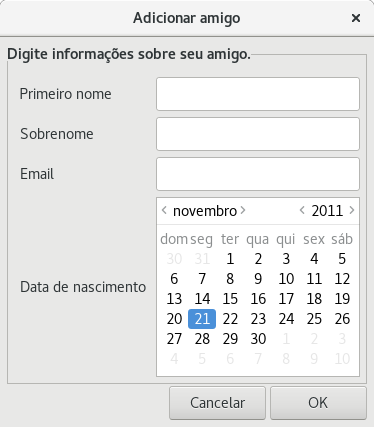 Adicionar amigo ×
Digite informações sobre seu amigo.
Primeiro nome
Sobrenome
Email
Data de nascimento
< novembro > < 2011 >
dom seg ter qua qui sex sáb
30 31 1 2 3 4 5
6 7 8 9 10 11 12
13 14 15 16 17 18 19
20 21 22 23 24 25 26
27 28 29 30 1 2 3
4 5 6 7 8 9 10
Cancelar OK